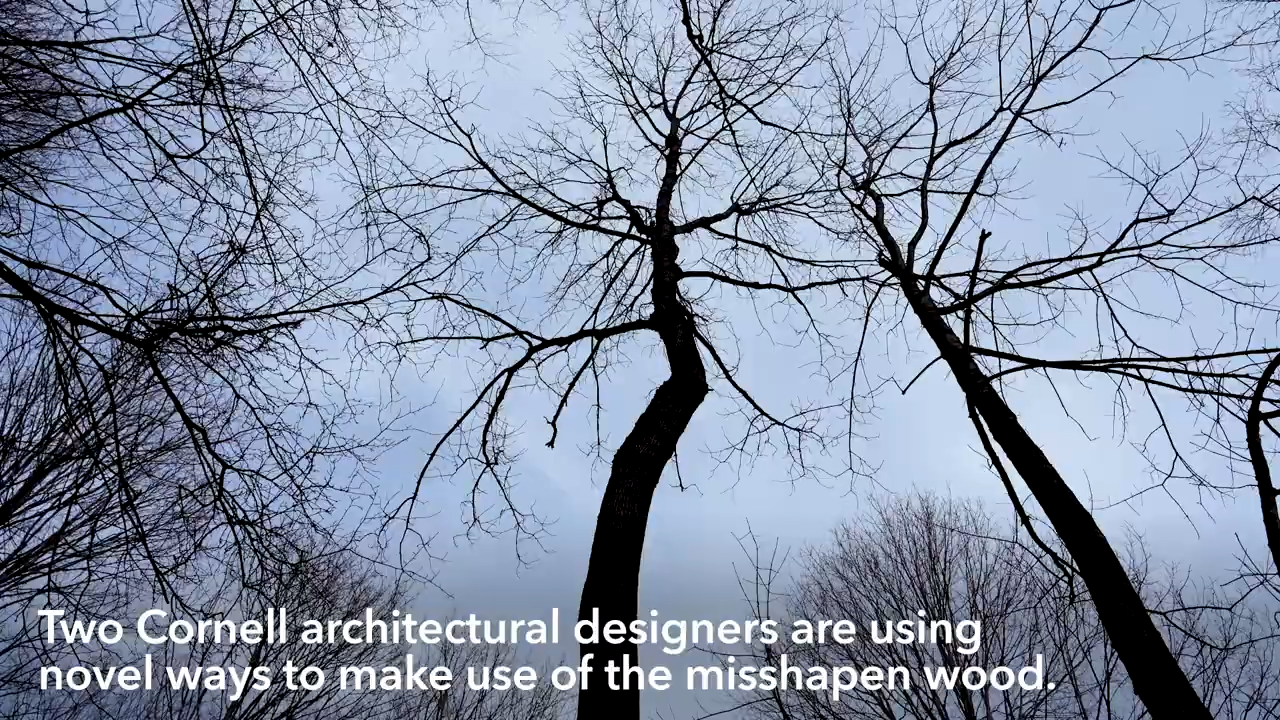 Two Cornell architectural designers are using
novel ways to make use of the misshapen wood.